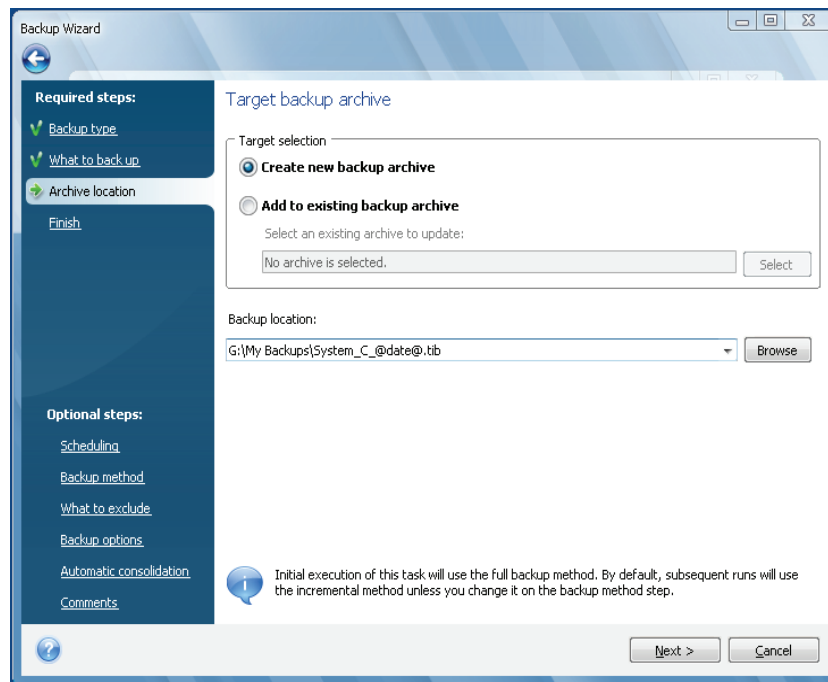 Backup Wizard
Required steps:
Backup type
What to back up
Archive location
Finish
Optional steps:
Scheduling
Backup method
What to exclude
Backup options
Automatic consolidation
Comments
Target backup archive
Target selection
Create new backup archive
Add to existing backup archive
Select an existing archive to update:
No archive is selected.
Select
Backup location:
G:\My Backups\System_C_@date@.tib
Browse
Initial execution of this task will use the full backup method. By default, subsequent runs will use
the incremental method unless you change it on the backup method step.
Next >
Cancel